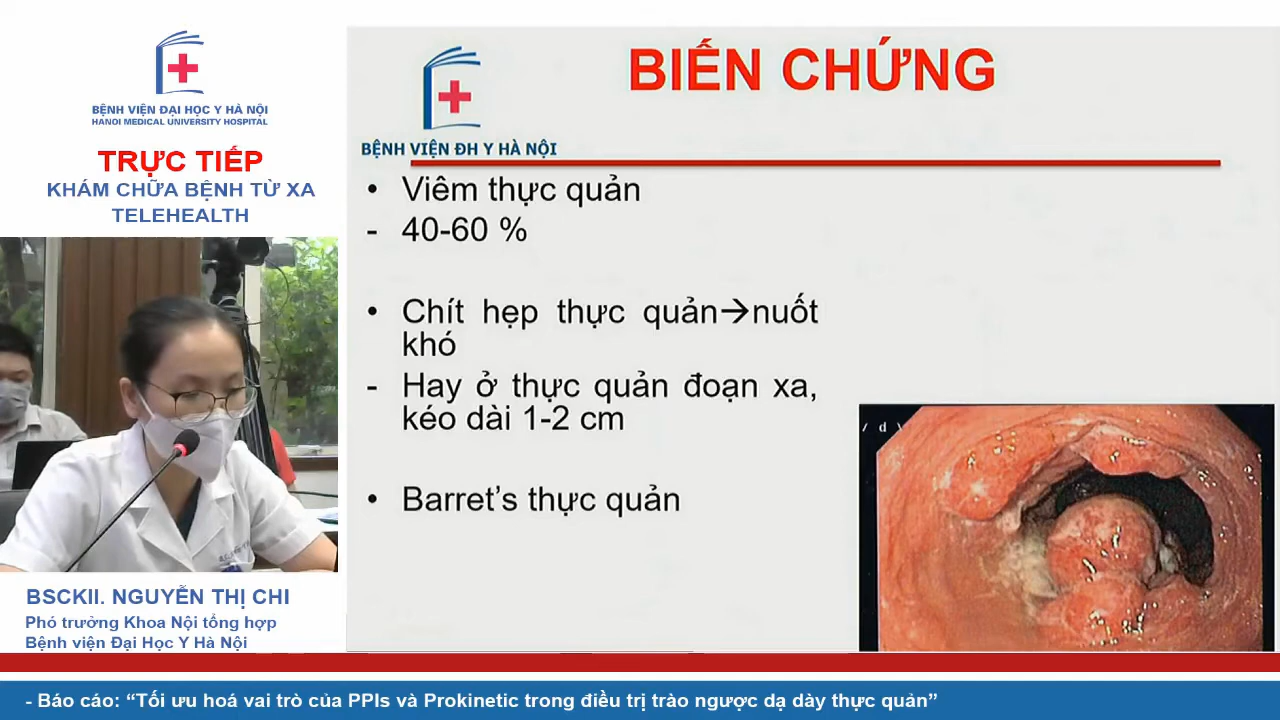 BỆNH VIỆN ĐẠI HỌC Y HÀ NỘI
HANOI MEDICAL UNIVERSITY HOSPITAL
TRỰC TIẾP
KHÁM CHỮA BỆNH TỪ XA
TELEHEALTH
BSCKII. NGUYỄN THỊ CHI
Phó trưởng Khoa Nội tổng hợp
Bệnh viện Đại Học Y Hà Nội
BỆNH VIỆN ĐH Y HÀ NỘI
BIẾN CHỨNG
• Viêm thực quản
- 40-60 %
• Chít hẹp thực quản→nuốt
khó
- Hay ở thực quản đoạn xa,
kéo dài 1-2 cm
• Barret’s thực quản
/ d /
- Báo cáo: “Tối ưu hoá vai trò của PPIs và Prokinetic trong điều trị trào ngược dạ dày thực quản”